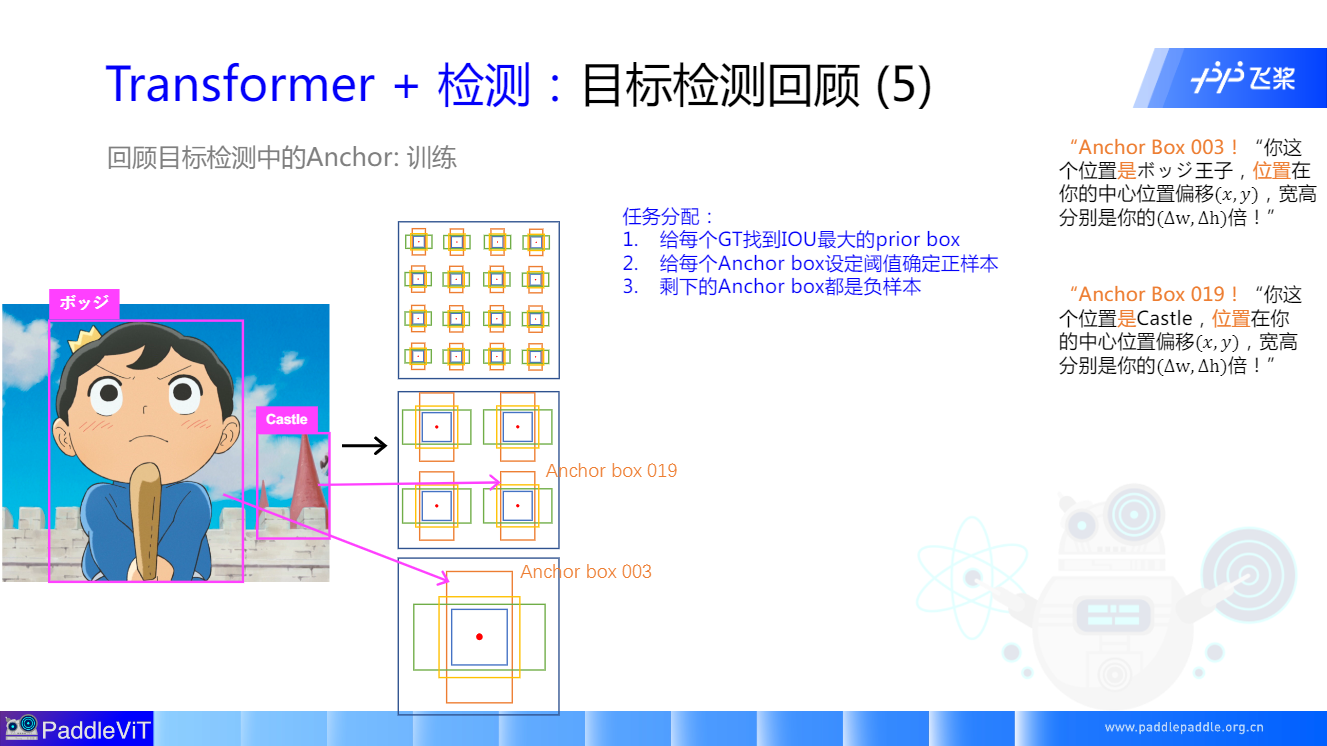 Transformer + 检测：目标检测回顾 (5)
飞桨
回顾目标检测中的Anchor: 训练
“Anchor Box 003！“你这
个位置是ボッジ王子，位置在
你的中心位置偏移(x, y)，宽高
分别是你的(Δw, Δh)倍！”
任务分配：
1. 给每个GT找到IOU最大的prior box
2. 给每个Anchor box设定阈值确定正样本
3. 剩下的Anchor box都是负样本
“Anchor Box 019！“你这
个位置是Castle，位置在你
的中心位置偏移(x, y)，宽高
分别是你的(Δw, Δh)倍！”
ボッジ
Castle
Anchor box 019
Anchor box 003
PaddleViT
www.paddlepaddle.org.cn